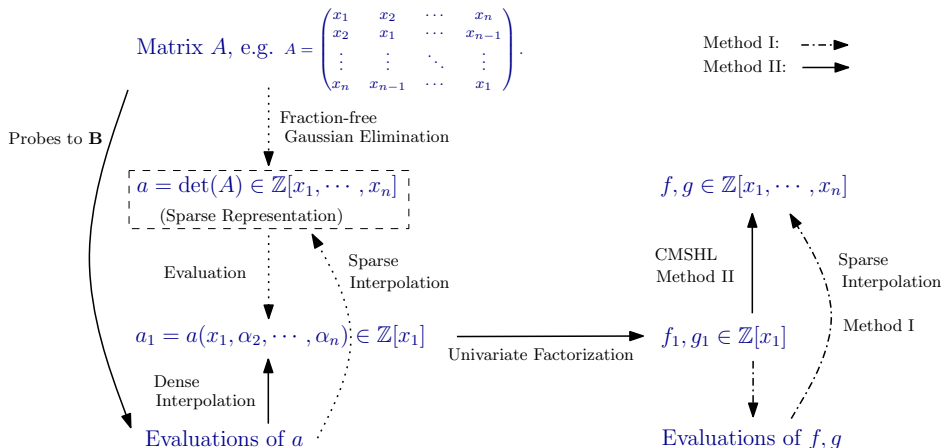 Matrix A, e.g. A = ( x₁ x₂ ⋯ xₙ
x₂ x₁ ⋯ xₙ₋₁
⋮ ⋮ ⋱ ⋮
xₙ xₙ₋₁ ⋯ x₁ ).
Method I:
Method II:
Probes to B
Fraction-free
Gaussian Elimination
a = det(A) ∈ ℤ[x₁, ⋯ , xₙ]
(Sparse Representation)
f, g ∈ ℤ[x₁, ⋯ , xₙ]
Evaluation
Sparse
Interpolation
CMSHL
Method II
Sparse
Interpolation
Method I
a₁ = a(x₁, α₂, ⋯ , αₙ) ∈ ℤ[x₁]
Univariate Factorization
f₁, g₁ ∈ ℤ[x₁]
Dense
Interpolation
Evaluations of a
Evaluations of f, g